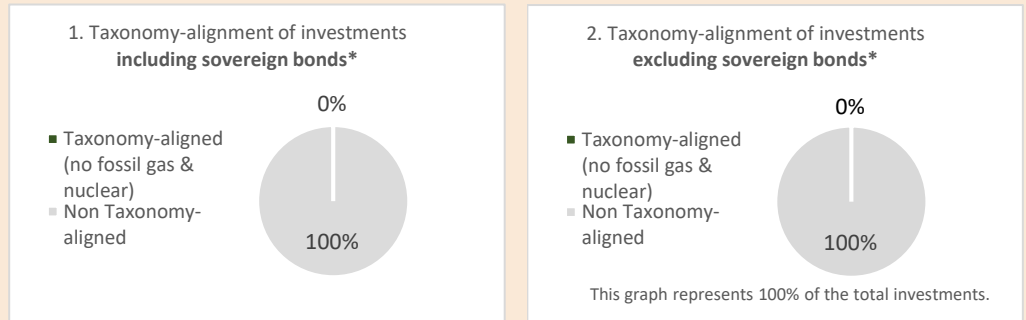 1. Taxonomy-alignment of investments
including sovereign bonds*
0%
Taxonomy-aligned
(no fossil gas &
nuclear)
Non Taxonomy-
aligned
100%
2. Taxonomy-alignment of investments
excluding sovereign bonds*
0%
Taxonomy-aligned
(no fossil gas &
nuclear)
Non Taxonomy-
aligned
100%
This graph represents 100% of the total investments.